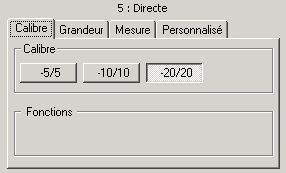 5 : Directe
Calibre Grandeur Mesure Personnalisé
Calibre
-5/5 -10/10 -20/20
Fonctions